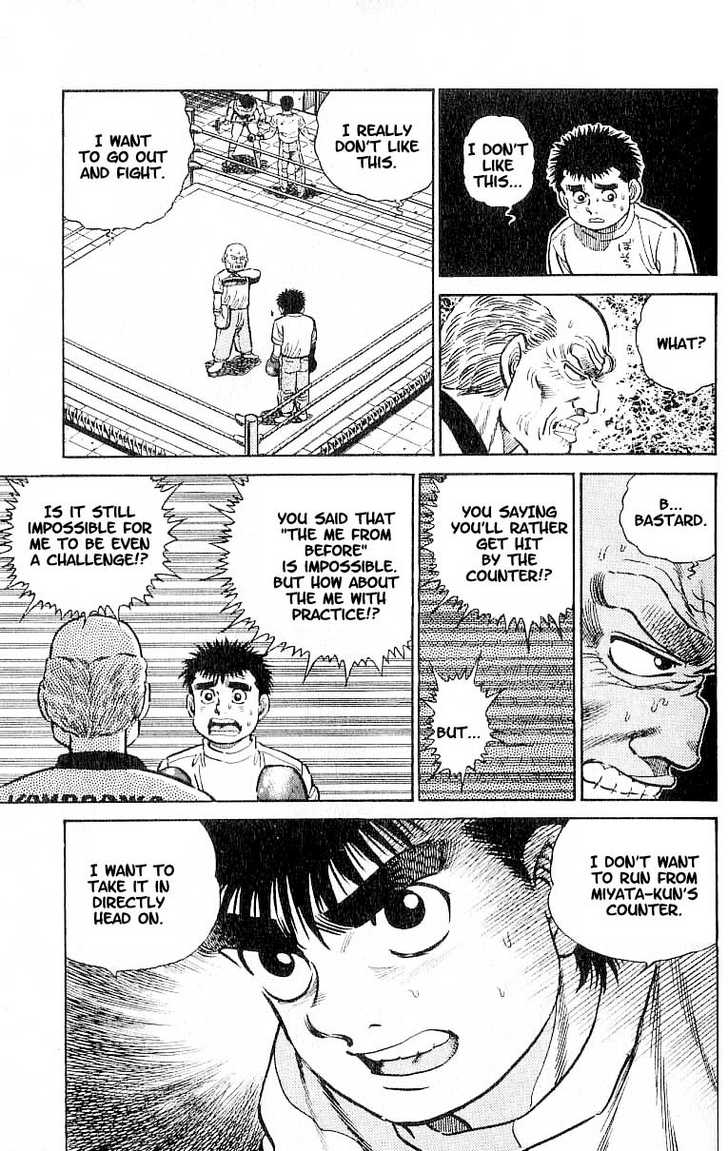 I DON'T
LIKE
THIS...
ぼそっ
I REALLY
DON'T LIKE
THIS.
I WANT
TO GO OUT
AND FIGHT.
WHAT?
B...
BASTARD.
YOU SAYING
YOU'LL RATHER
GET HIT
BY THE
COUNTER!?
BUT...
YOU SAID THAT
"THE ME FROM
BEFORE"
IS IMPOSSIBLE.
BUT HOW ABOUT
THE ME WITH
PRACTICE!?
IS IT STILL
IMPOSSIBLE FOR
ME TO BE EVEN
A CHALLENGE!?
I DON'T WANT
TO RUN FROM
MIYATA-KUN'S
COUNTER.
I WANT TO
TAKE IT IN
DIRECTLY
HEAD ON.